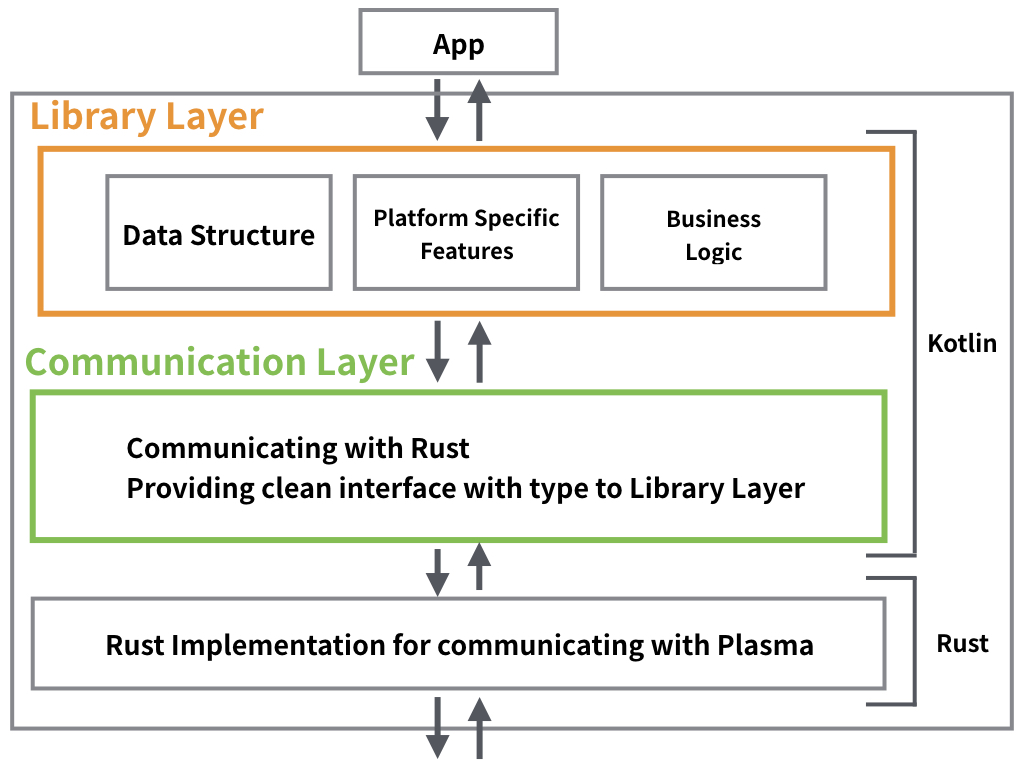 App
Library Layer
Data Structure
Platform Specific
Features
Business
Logic
Kotlin
Communication Layer
Communicating with Rust
Providing clean interface with type to Library Layer
Rust Implementation for communicating with Plasma
Rust